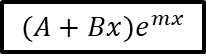 (A + Bx)e^{mx}